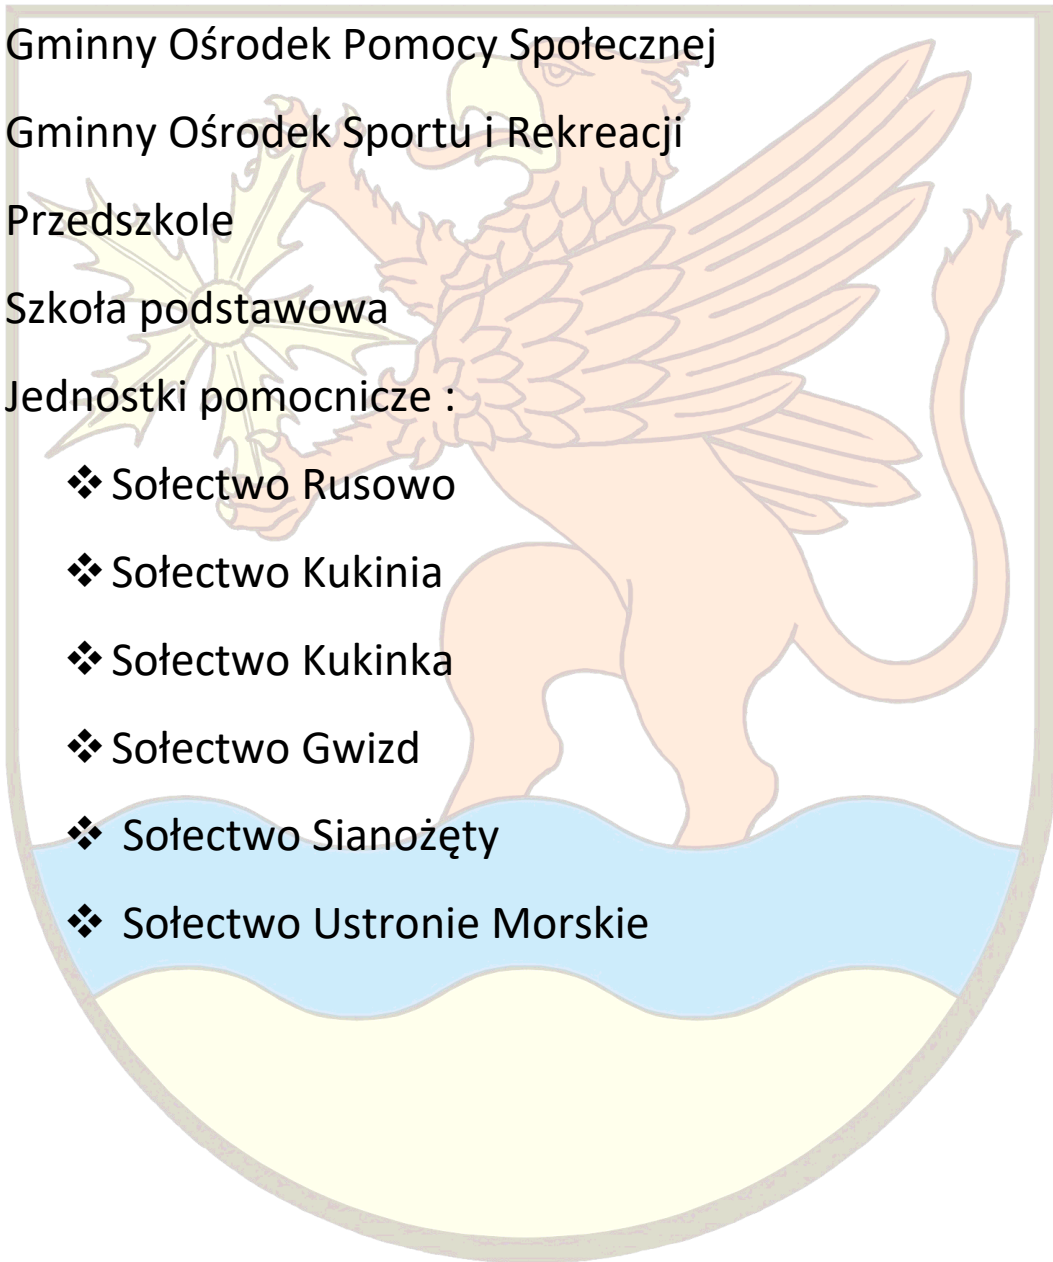 Gminny Ośrodek Pomocy Społecznej
Gminny Ośrodek Sportu i Rekreacji
Przedszkole
Szkoła podstawowa
Jednostki pomocnicze :
❖ Sołectwo Rusowo
❖ Sołectwo Kukinia
❖ Sołectwo Kukinka
❖ Sołectwo Gwizd
❖ Sołectwo Sianożęty
❖ Sołectwo Ustronie Morskie